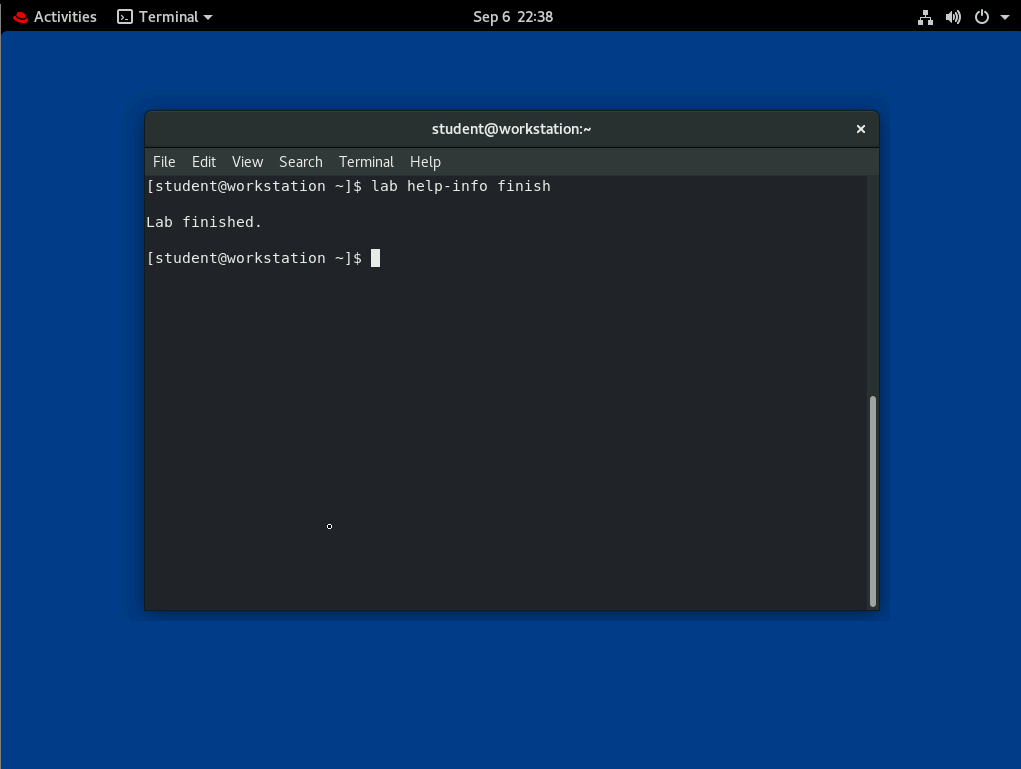 Activities Terminal Sep 6 22:38
student@workstation:~
File Edit View Search Terminal Help
[student@workstation ~]$ lab help-info finish
Lab finished.
[student@workstation ~]$